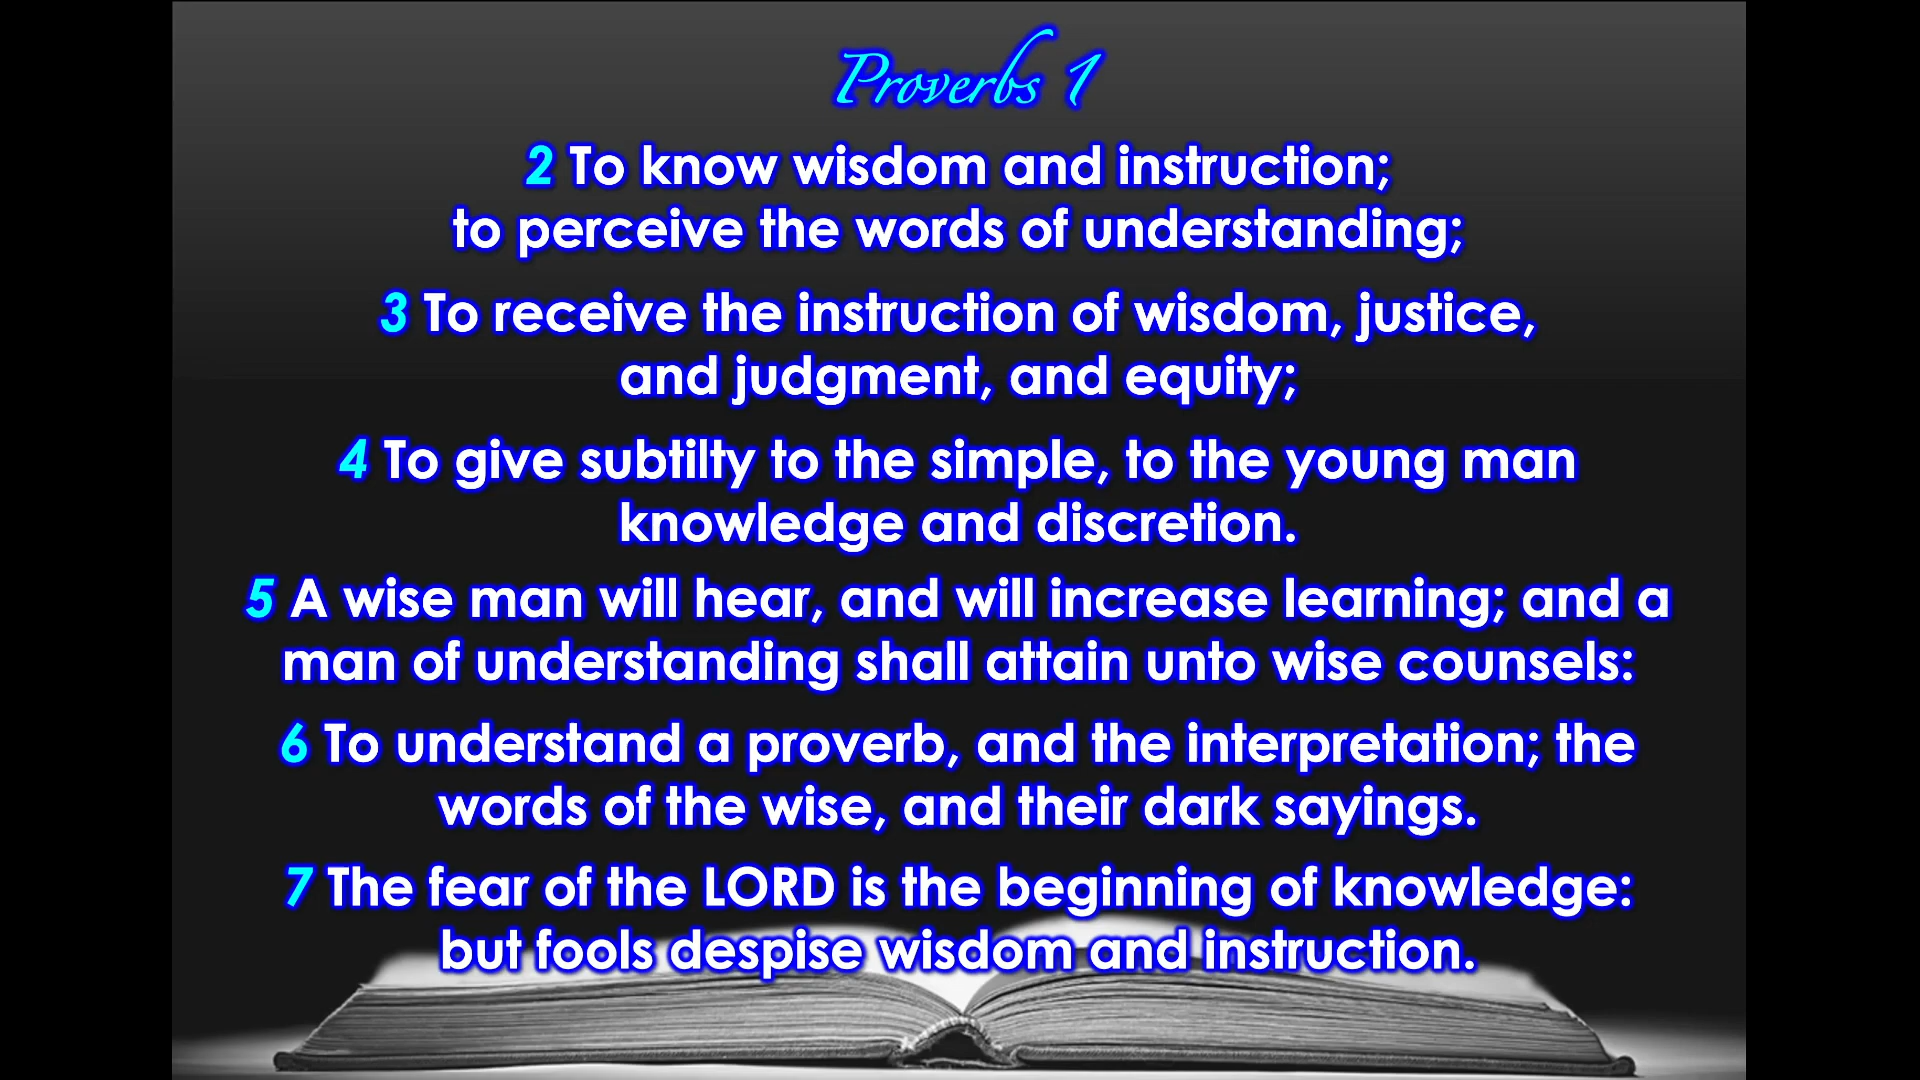 Proverbs 1
2 To know wisdom and instruction;
to perceive the words of understanding;
3 To receive the instruction of wisdom, justice,
and judgment, and equity;
4 To give subtilty to the simple, to the young man
knowledge and discretion.
5 A wise man will hear, and will increase learning; and a
man of understanding shall attain unto wise counsels:
6 To understand a proverb, and the interpretation; the
words of the wise, and their dark sayings.
7 The fear of the LORD is the beginning of knowledge:
but fools despise wisdom and instruction.